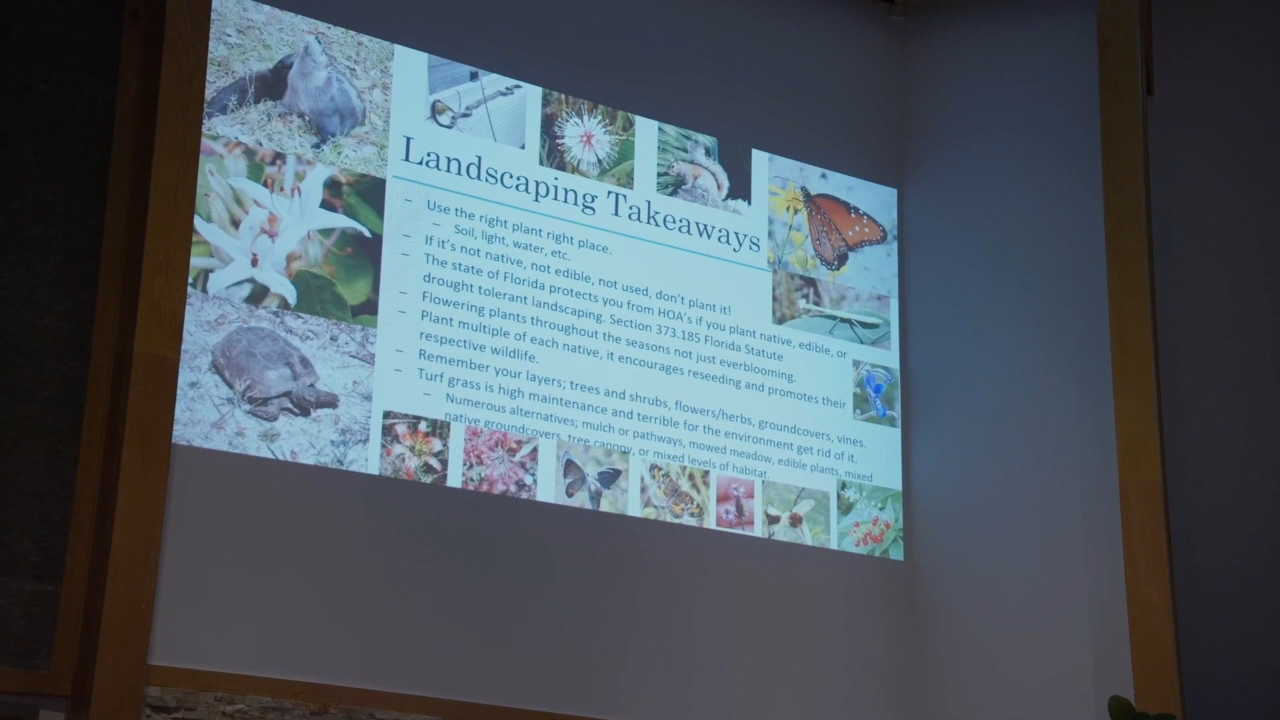 Landscaping Takeaways
– Use the right plant right place.
– Soil, light, water, etc.
– If it's not native, not edible, not used, don't plant it!
– The state of Florida protects you from HOA's if you plant native, edible, or
drought tolerant landscaping. Section 373.185 Florida Statute
– Flowering plants throughout the seasons not just everblooming.
– Plant multiple of each native, it encourages reseeding and promotes their
respective wildlife.
– Remember your layers; trees and shrubs, flowers/herbs, groundcovers, vines.
– Turf grass is high maintenance and terrible for the environment get rid of it.
– Numerous alternatives; mulch or pathways, mowed meadow, edible plants, mixed
native groundcovers, tree canopy, or mixed levels of habitat.